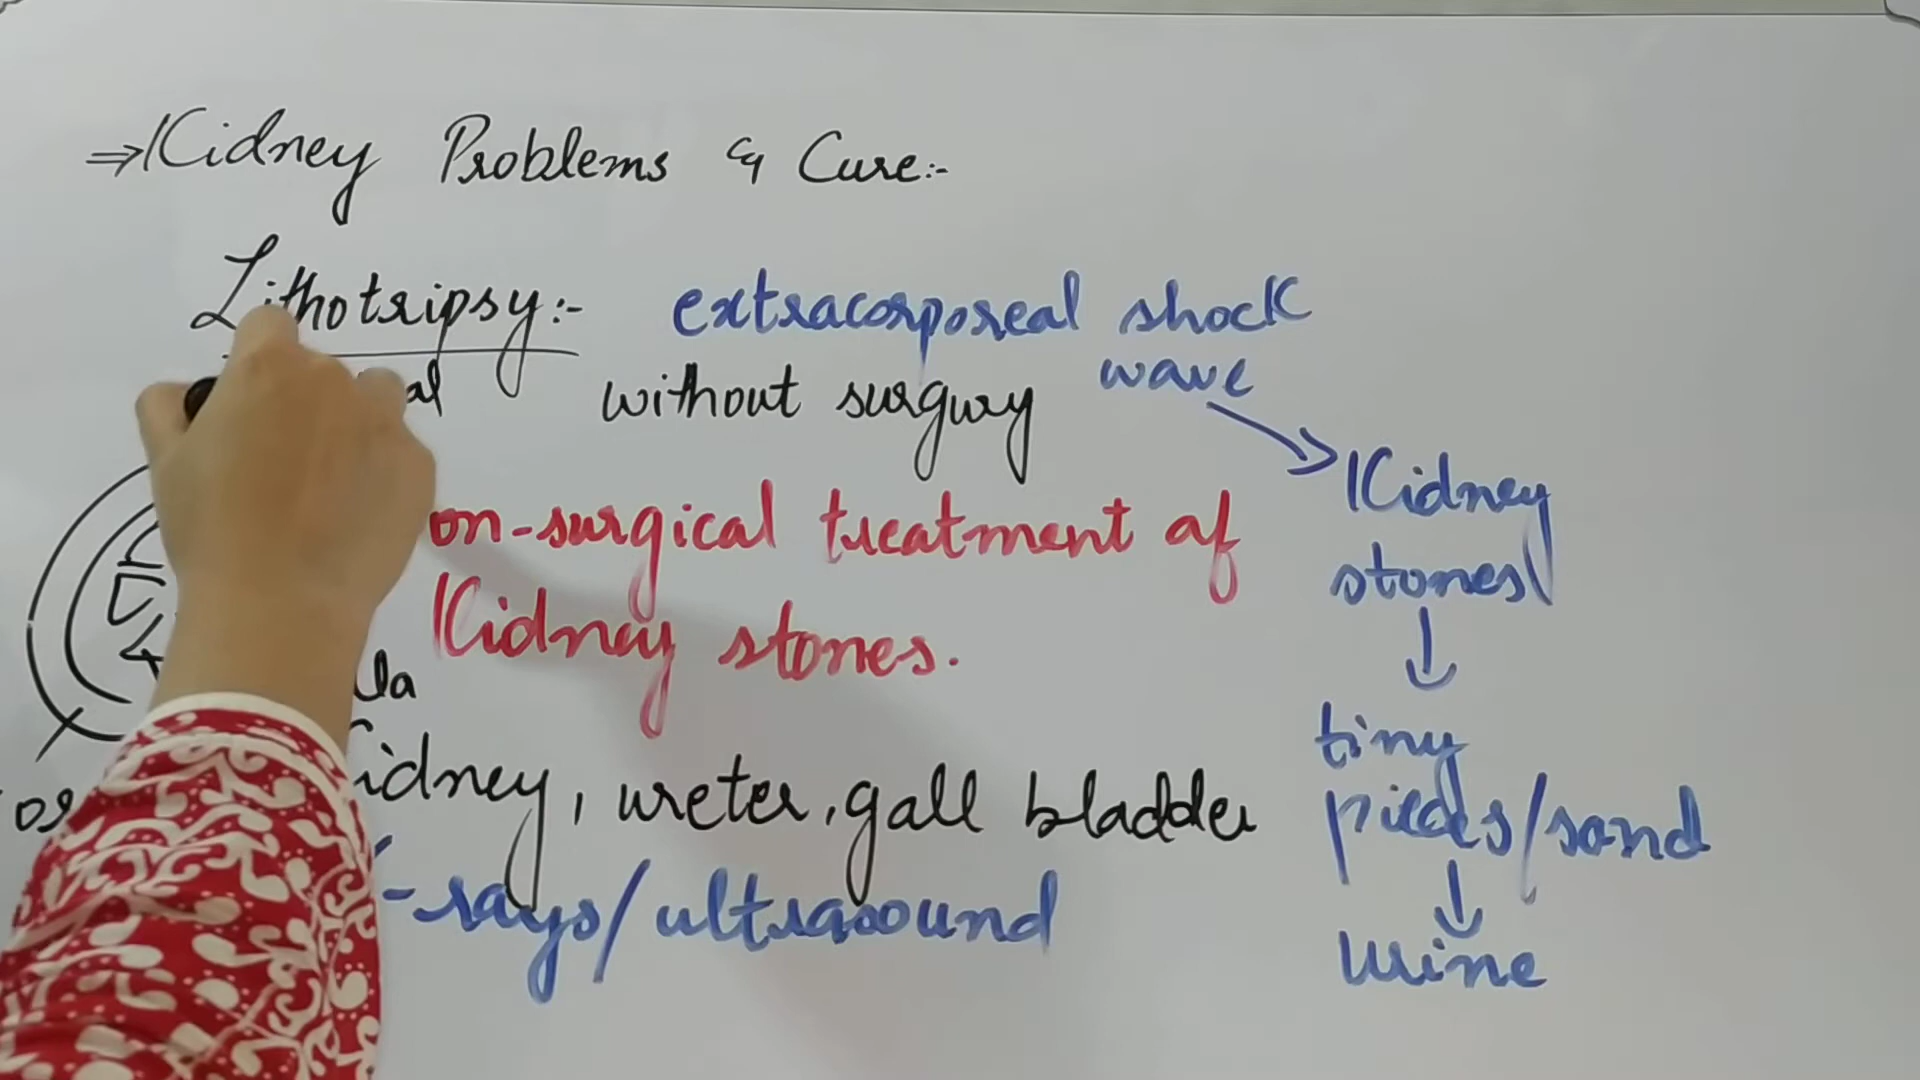 ⇒Kidney Problems & Cure:-
Lithotripsy:- extracorporeal shock
wave
without surgury
on-surgical treatment of
Kidney stones.
Kidney
stones
↓
tiny
pieces/sand
↓
urine
idney, ureter, gall bladder
-rays/ultrasound